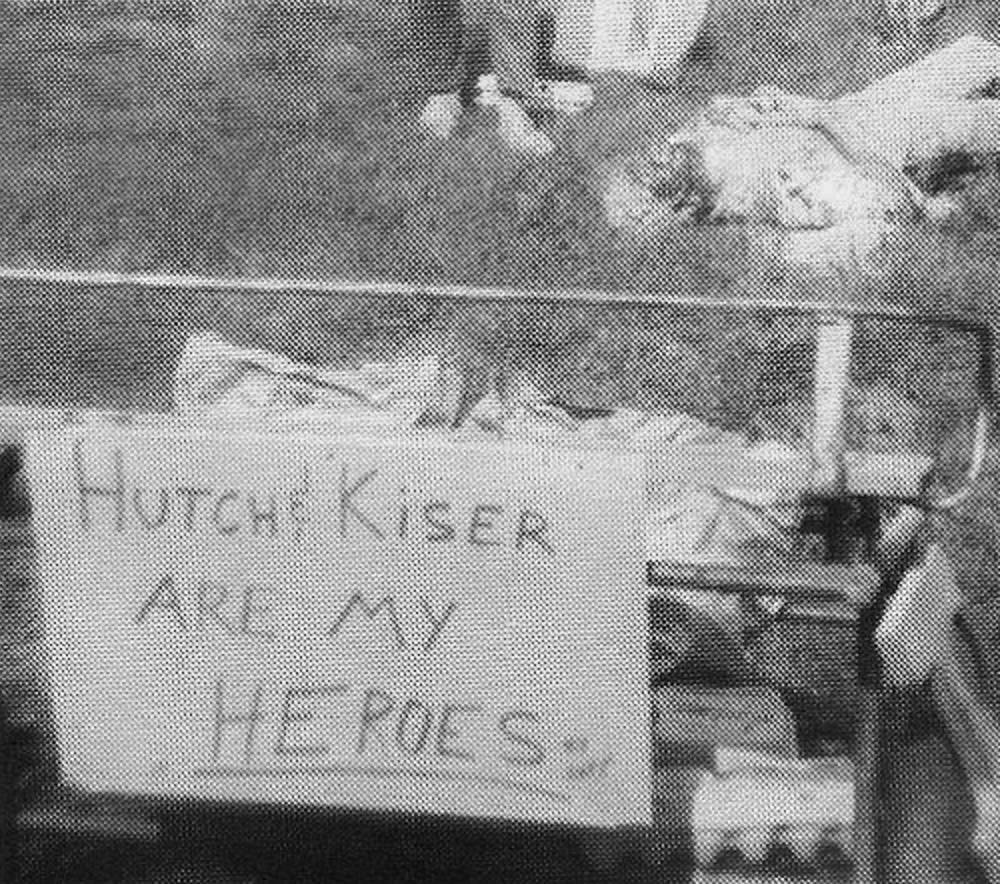 HUTCH & KISER
ARE MY
HEROES